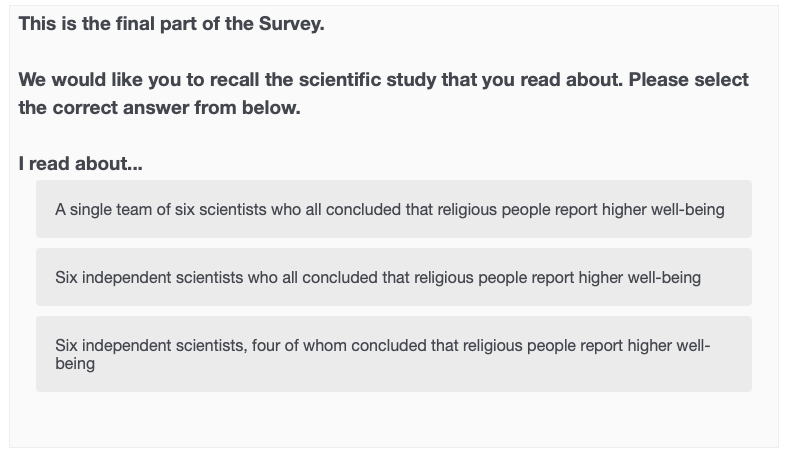 This is the final part of the Survey.
We would like you to recall the scientific study that you read about. Please select
the correct answer from below.
I read about...
A single team of six scientists who all concluded that religious people report higher well-being
Six independent scientists who all concluded that religious people report higher well-being
Six independent scientists, four of whom concluded that religious people report higher well-
being